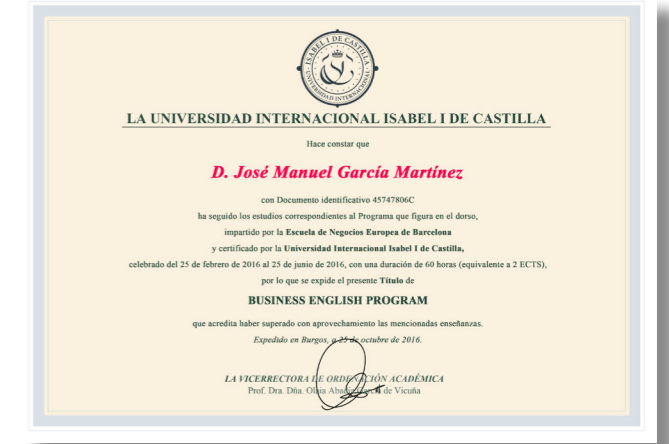 ISABEL I DE CASTILLA
UNIVERSIDAD INTERNACIONAL
LA UNIVERSIDAD INTERNACIONAL ISABEL I DE CASTILLA
Hace constar que
D. José Manuel García Martínez
con Documento identificativo 45747806C
ha seguido los estudios correspondientes al Programa que figura en el dorso,
impartido por la Escuela de Negocios Europea de Barcelona
y certificado por la Universidad Internacional Isabel I de Castilla,
celebrado del 25 de febrero de 2016 al 25 de junio de 2016, con una duración de 60 horas (equivalente a 2 ECTS),
por lo que se expide el presente Título de
BUSINESS ENGLISH PROGRAM
que acredita haber superado con aprovechamiento las mencionadas enseñanzas.
Expedido en Burgos, a 25 de octubre de 2016.
LA VICERRECTORA DE ORDENACIÓN ACADÉMICA
Prof. Dra. Dña. Olaia Abadía García de Vicuña